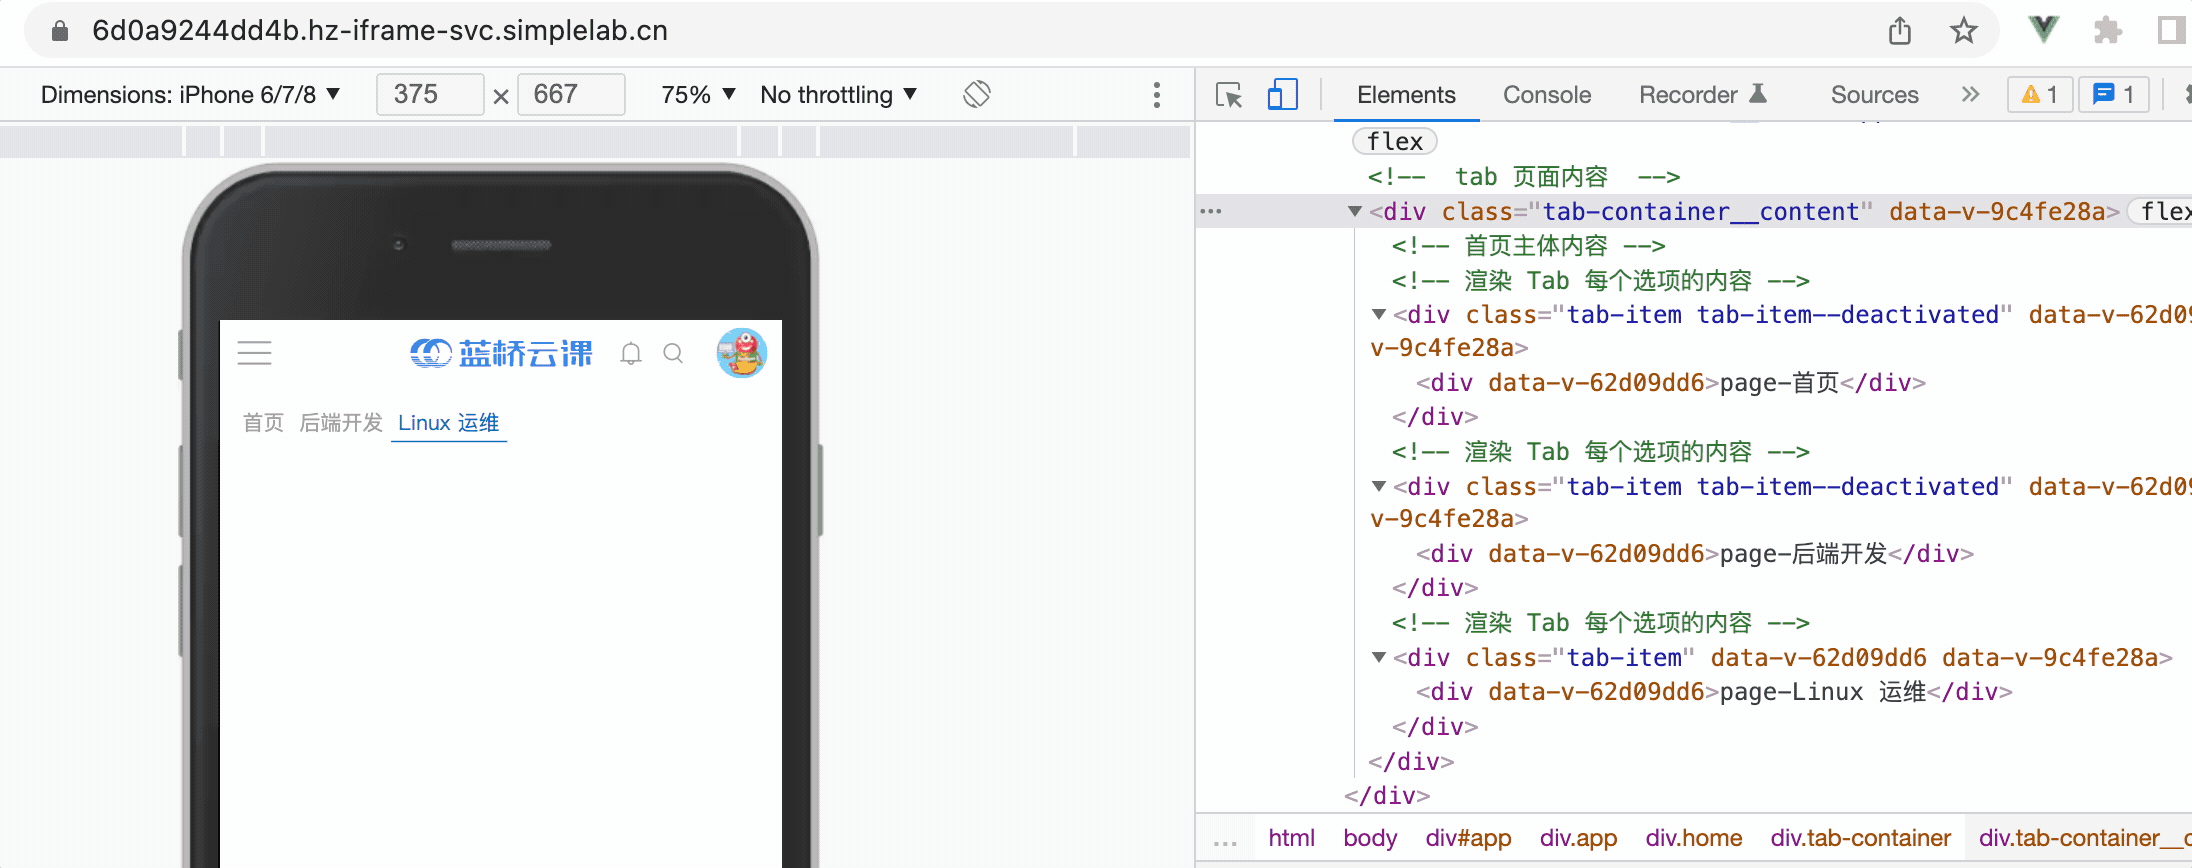 6d0a9244dd4b.hz-iframe-svc.simplelab.cn
Dimensions: iPhone 6/7/8 ▼ 375 × 667 75% ▼ No throttling ▼
Elements Console Recorder Sources » 1 1
蓝桥云课
首页 后端开发 Linux 运维
flex
<!--  tab 页面内容  -->
<div class="tab-container__content" data-v-9c4fe28a> flex
<!-- 首页主体内容 -->
<!-- 渲染 Tab 每个选项的内容 -->
<div class="tab-item tab-item--deactivated" data-v-62d09
v-9c4fe28a>
<div data-v-62d09dd6>page-首页</div>
</div>
<!-- 渲染 Tab 每个选项的内容 -->
<div class="tab-item tab-item--deactivated" data-v-62d09
v-9c4fe28a>
<div data-v-62d09dd6>page-后端开发</div>
</div>
<!-- 渲染 Tab 每个选项的内容 -->
<div class="tab-item" data-v-62d09dd6 data-v-9c4fe28a>
<div data-v-62d09dd6>page-Linux 运维</div>
</div>
</div>
</div>
... html body div#app div.app div.home div.tab-container div.tab-container__c